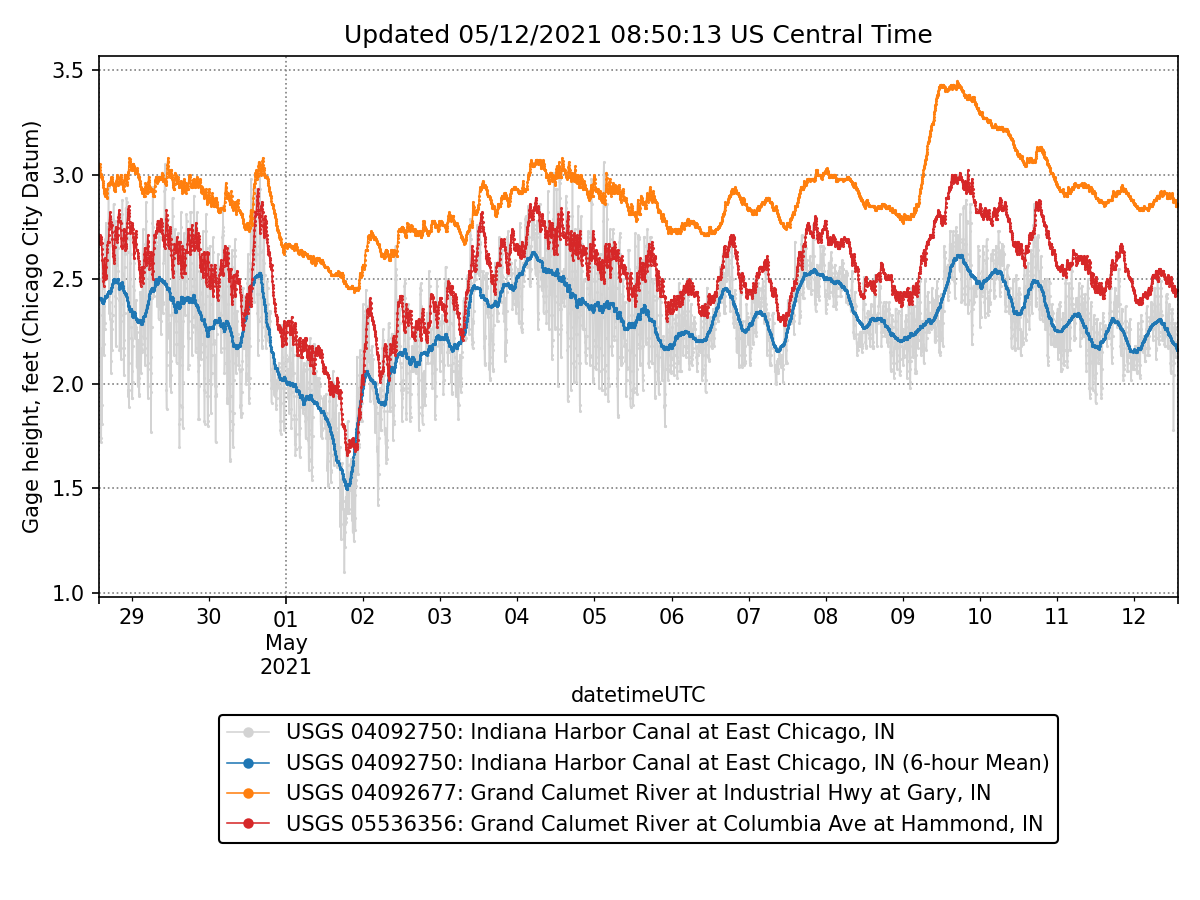 Updated 05/12/2021 08:50:13 US Central Time
Gage height, feet (Chicago City Datum)
3.5
3.0
2.5
2.0
1.5
1.0
29 30 01 02 03 04 05 06 07 08 09 10 11 12
May
2021
datetimeUTC
USGS 04092750: Indiana Harbor Canal at East Chicago, IN
USGS 04092750: Indiana Harbor Canal at East Chicago, IN (6-hour Mean)
USGS 04092677: Grand Calumet River at Industrial Hwy at Gary, IN
USGS 05536356: Grand Calumet River at Columbia Ave at Hammond, IN